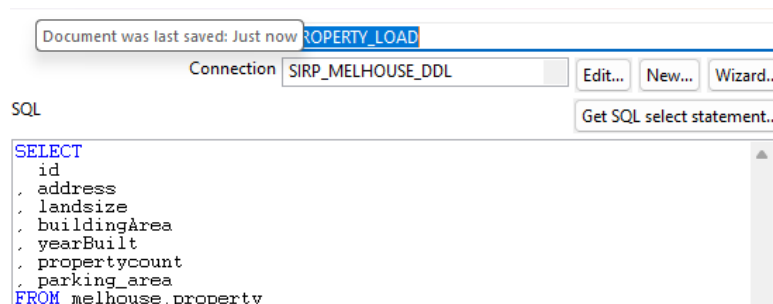 Document was last saved: Just now ROPERTY_LOAD
Connection SIRP_MELHOUSE_DDL Edit... New... Wizard..
SQL Get SQL select statement..
SELECT
id
, address
, landsize
, buildingArea
, yearBuilt
, propertycount
, parking_area
FROM melhouse.property